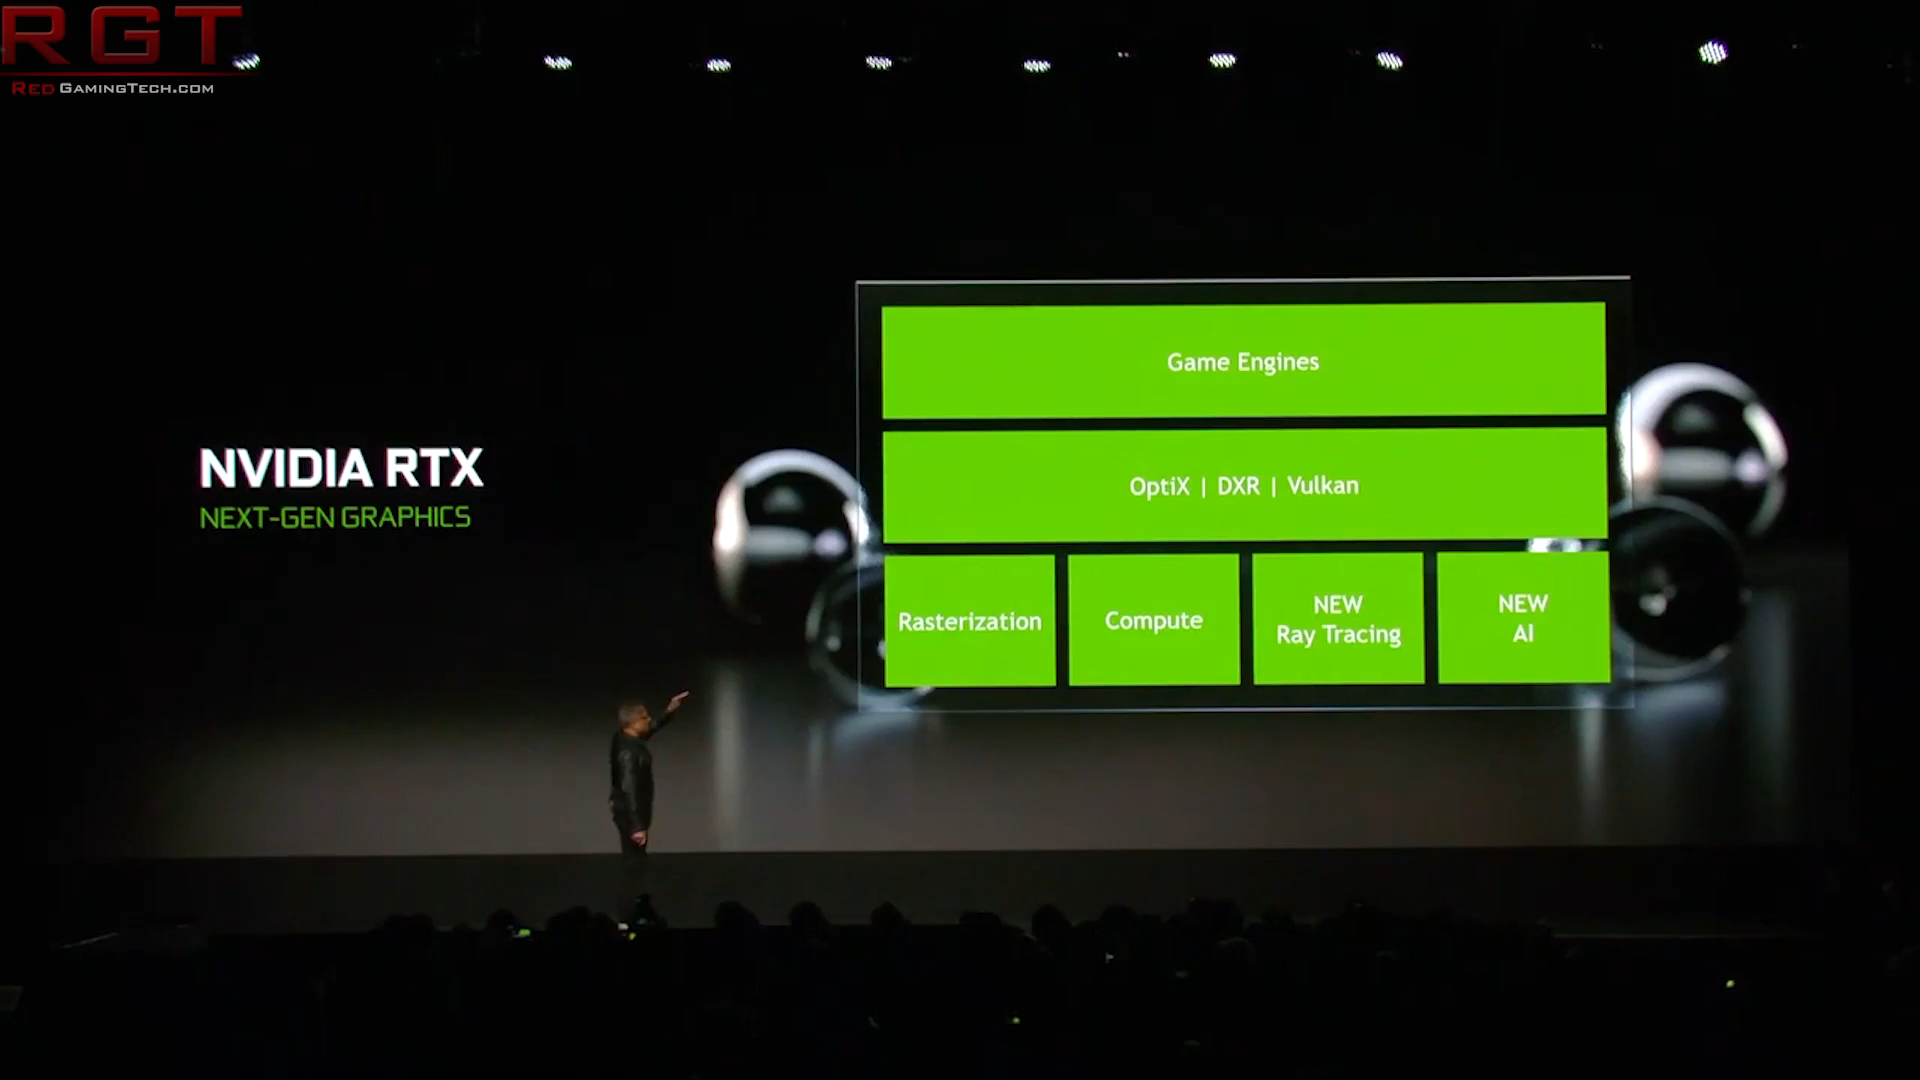 RGT
RedGamingTech.com
NVIDIA RTX
NEXT-GEN GRAPHICS
Game Engines
OptiX | DXR | Vulkan
Rasterization
Compute
NEW
Ray Tracing
NEW
AI